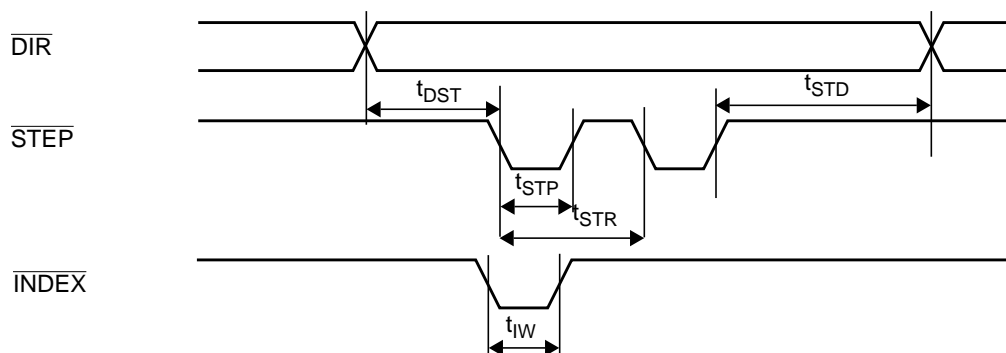 DIR
tDST
tSTD
STEP
tSTP
tSTR
INDEX
tIW